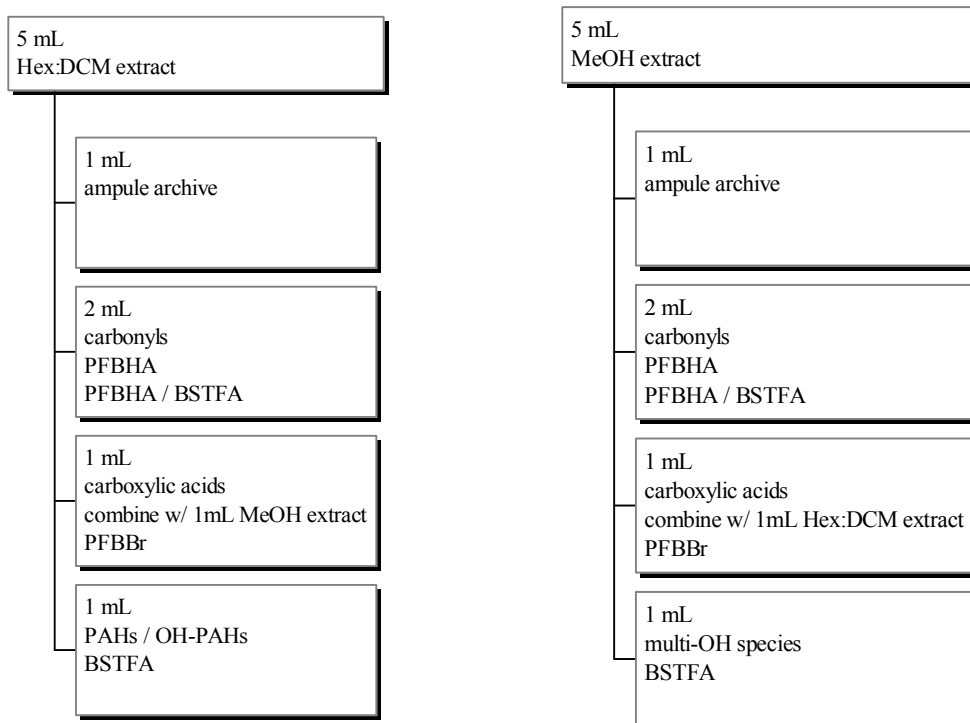 5 mL
Hex:DCM extract
1 mL
ampule archive
2 mL
carbonyls
PFBHA
PFBHA / BSTFA
1 mL
carboxylic acids
combine w/ 1mL MeOH extract
PFBBr
1 mL
PAHs / OH-PAHs
BSTFA
5 mL
MeOH extract
1 mL
ampule archive
2 mL
carbonyls
PFBHA
PFBHA / BSTFA
1 mL
carboxylic acids
combine w/ 1mL Hex:DCM extract
PFBBr
1 mL
multi-OH species
BSTFA